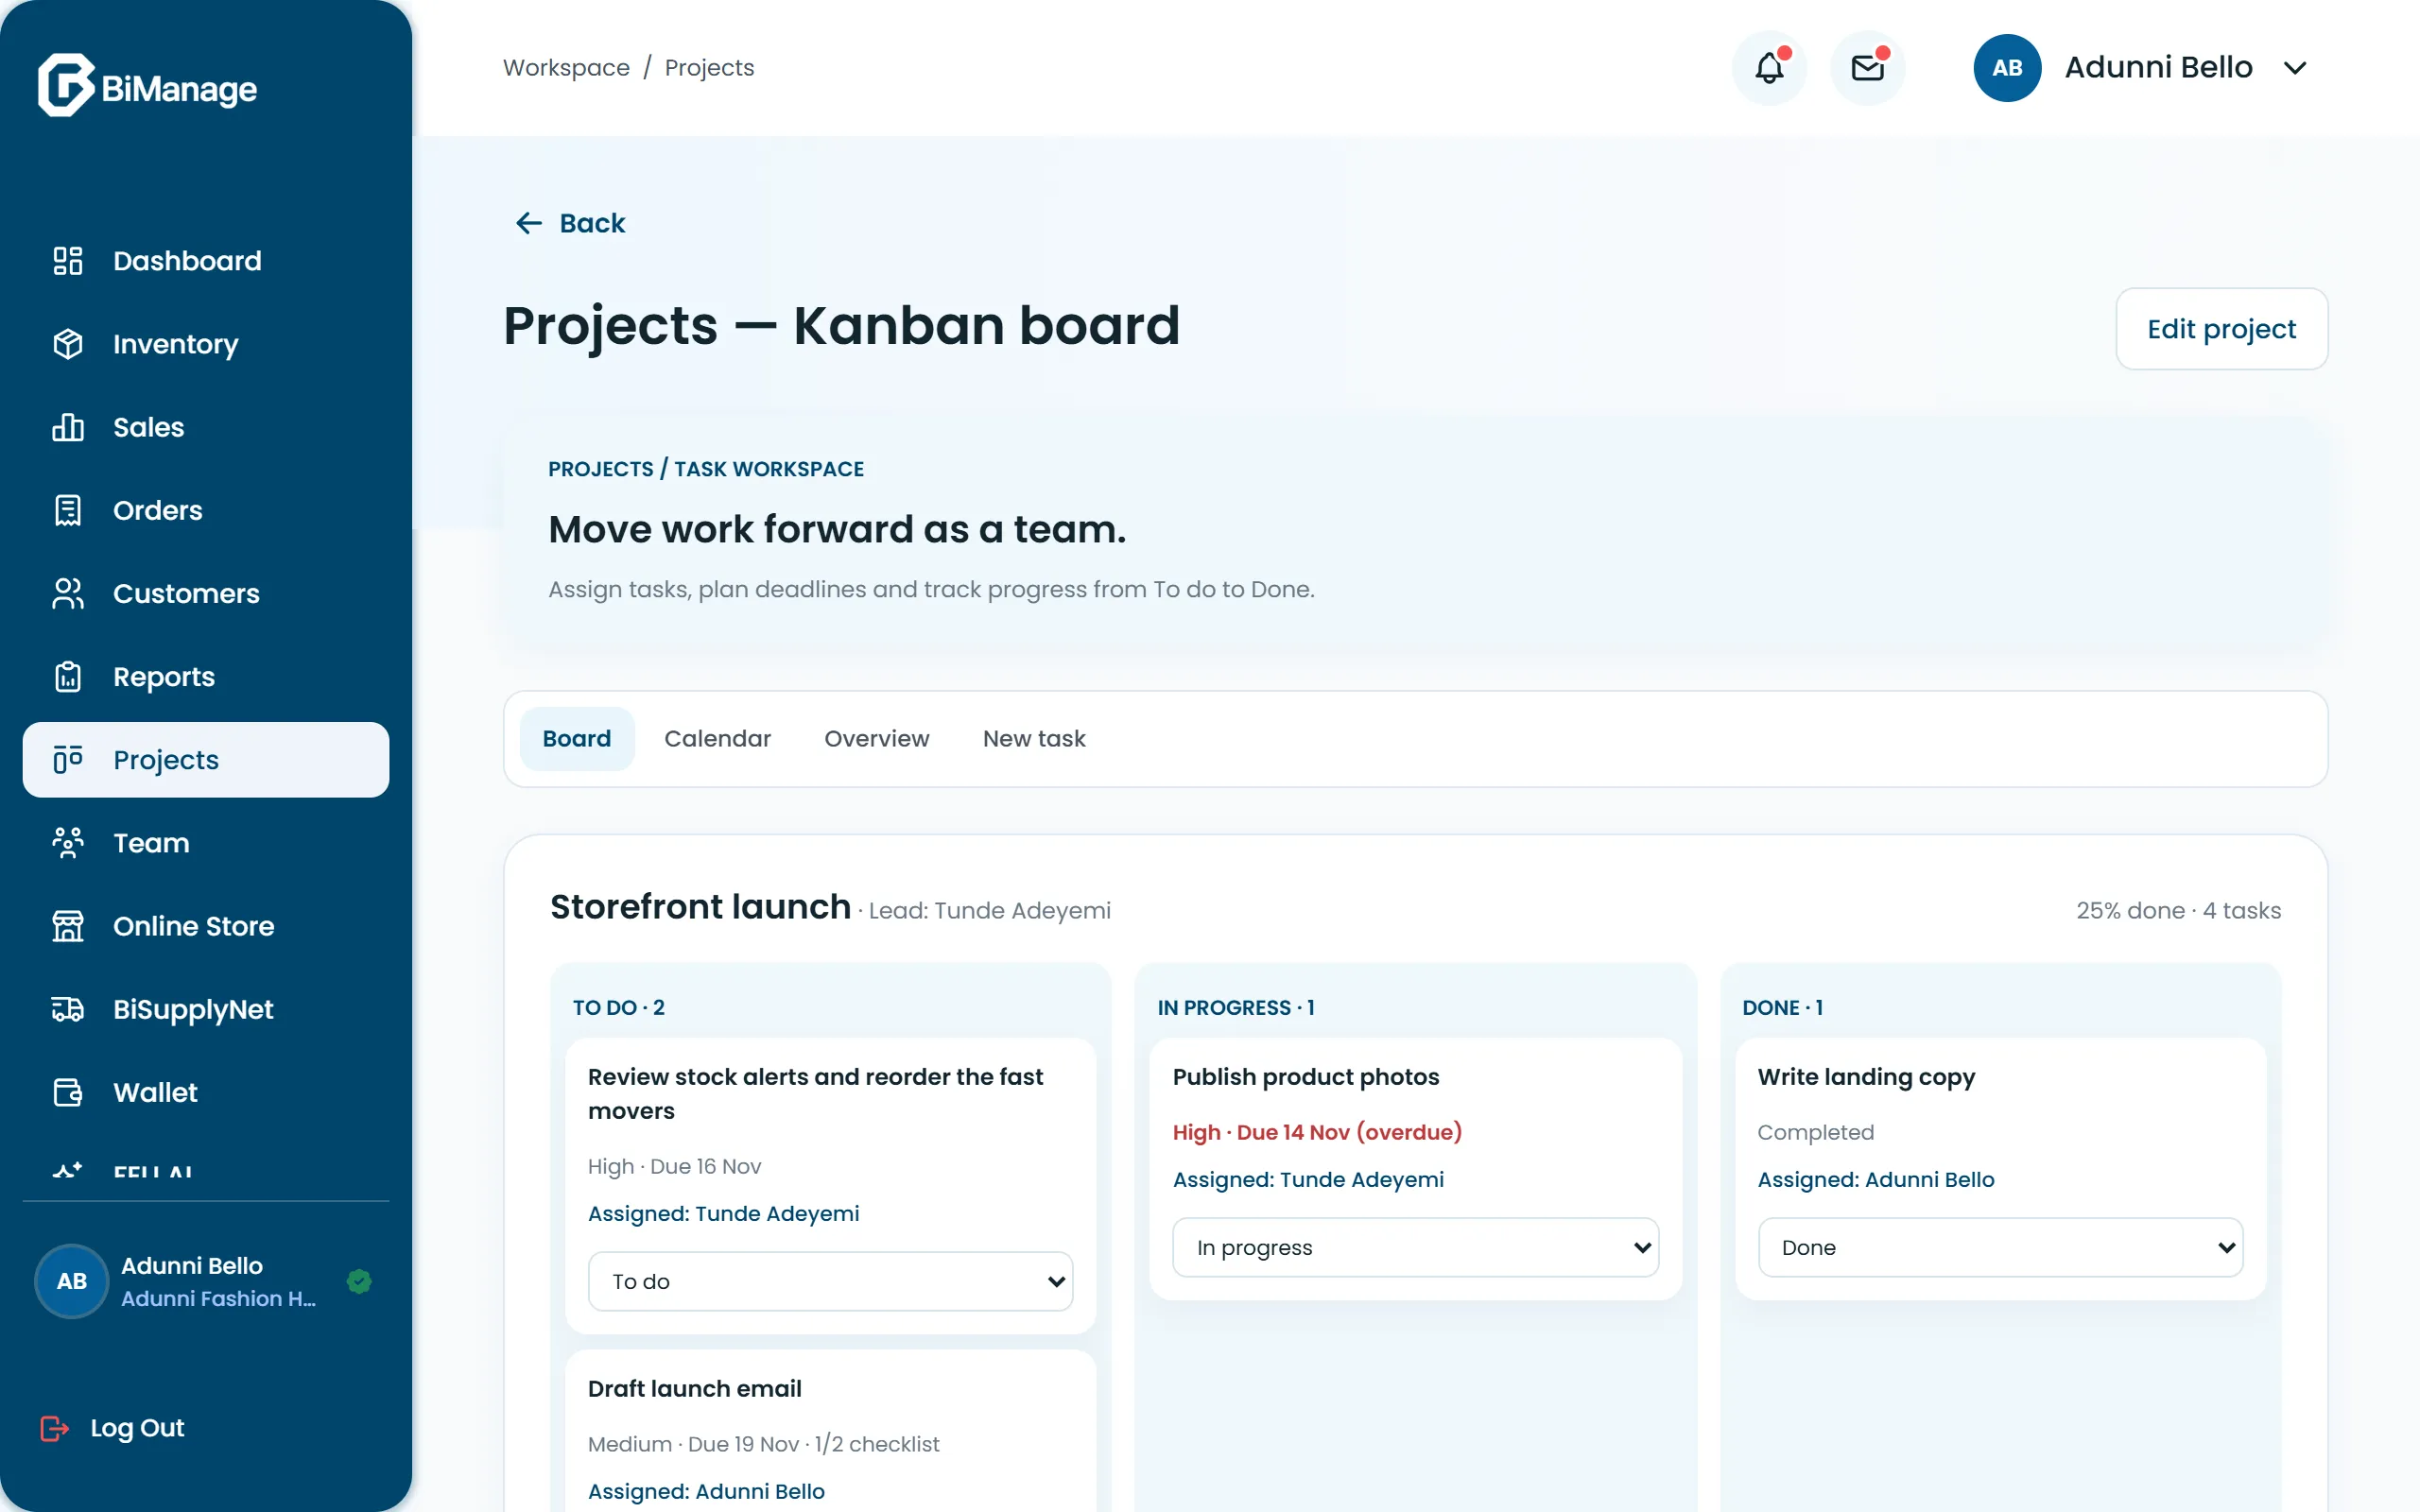 BiManage
Workspace / Projects
AB
Adunni Bello
Dashboard
Inventory
Sales
Orders
Customers
Reports
Projects
Team
Online Store
BiSupplyNet
Wallet
AB
Adunni Bello
Adunni Fashion H...
Log Out
Back
Projects — Kanban board
Edit project
PROJECTS / TASK WORKSPACE
Move work forward as a team.
Assign tasks, plan deadlines and track progress from To do to Done.
Board
Calendar
Overview
New task
Storefront launch · Lead: Tunde Adeyemi
25% done · 4 tasks
TO DO · 2
Review stock alerts and reorder the fast
movers
High · Due 16 Nov
Assigned: Tunde Adeyemi
To do
Draft launch email
Medium · Due 19 Nov · 1/2 checklist
Assigned: Adunni Bello
IN PROGRESS · 1
Publish product photos
High · Due 14 Nov (overdue)
Assigned: Tunde Adeyemi
In progress
DONE · 1
Write landing copy
Completed
Assigned: Adunni Bello
Done